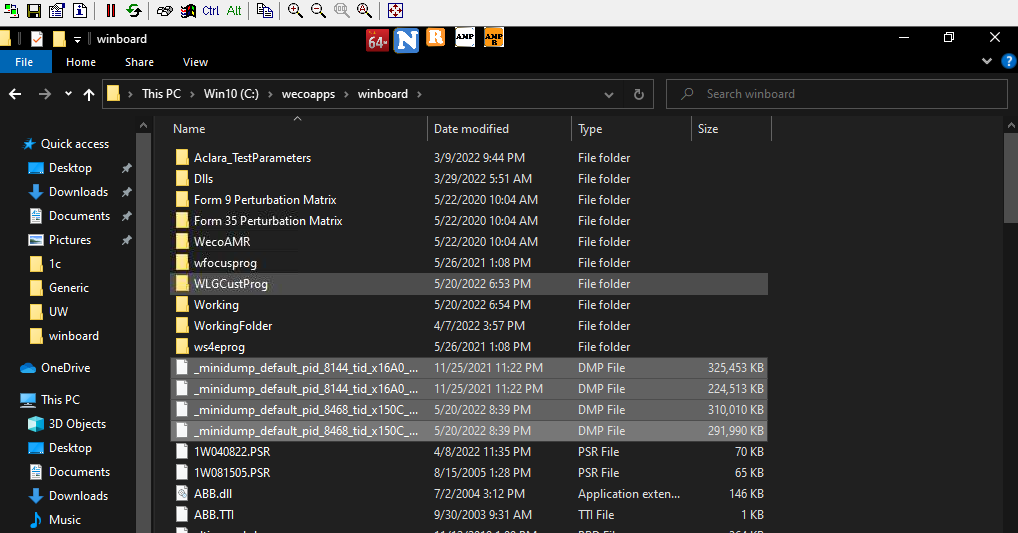 Ctrl Alt
winboard
64
N
R
AMP
AMP R
File Home Share View
?
This PC > Win10 (C:) > wecoapps > winboard >
Search winboard
Name Date modified Type Size
Quick access
Desktop
Downloads
Documents
Pictures
1c
Generic
UW
winboard
OneDrive
This PC
3D Objects
Desktop
Documents
Downloads
Music
Aclara_TestParameters 3/9/2022 9:44 PM File folder
Dlls 3/29/2022 5:51 AM File folder
Form 9 Perturbation Matrix 5/22/2020 10:04 AM File folder
Form 35 Perturbation Matrix 5/22/2020 10:04 AM File folder
WecoAMR 5/22/2020 10:04 AM File folder
wfocusprog 5/26/2021 1:08 PM File folder
WLGCustProg 5/20/2022 6:53 PM File folder
Working 5/20/2022 6:54 PM File folder
WorkingFolder 4/7/2022 3:57 PM File folder
ws4eprog 5/26/2021 1:08 PM File folder
_minidump_default_pid_8144_tid_x16A0_... 11/25/2021 11:22 PM DMP File 325,453 KB
_minidump_default_pid_8144_tid_x16A0_... 11/25/2021 11:22 PM DMP File 224,513 KB
_minidump_default_pid_8468_tid_x150C_... 5/20/2022 8:39 PM DMP File 310,010 KB
_minidump_default_pid_8468_tid_x150C_... 5/20/2022 8:39 PM DMP File 291,990 KB
1W040822.PSR 4/8/2022 11:35 PM PSR File 70 KB
1W081505.PSR 8/15/2005 1:28 PM PSR File 65 KB
ABB.dll 7/2/2004 3:12 PM Application exten... 146 KB
ABB.TTI 9/30/2003 9:31 AM TTI File 1 KB